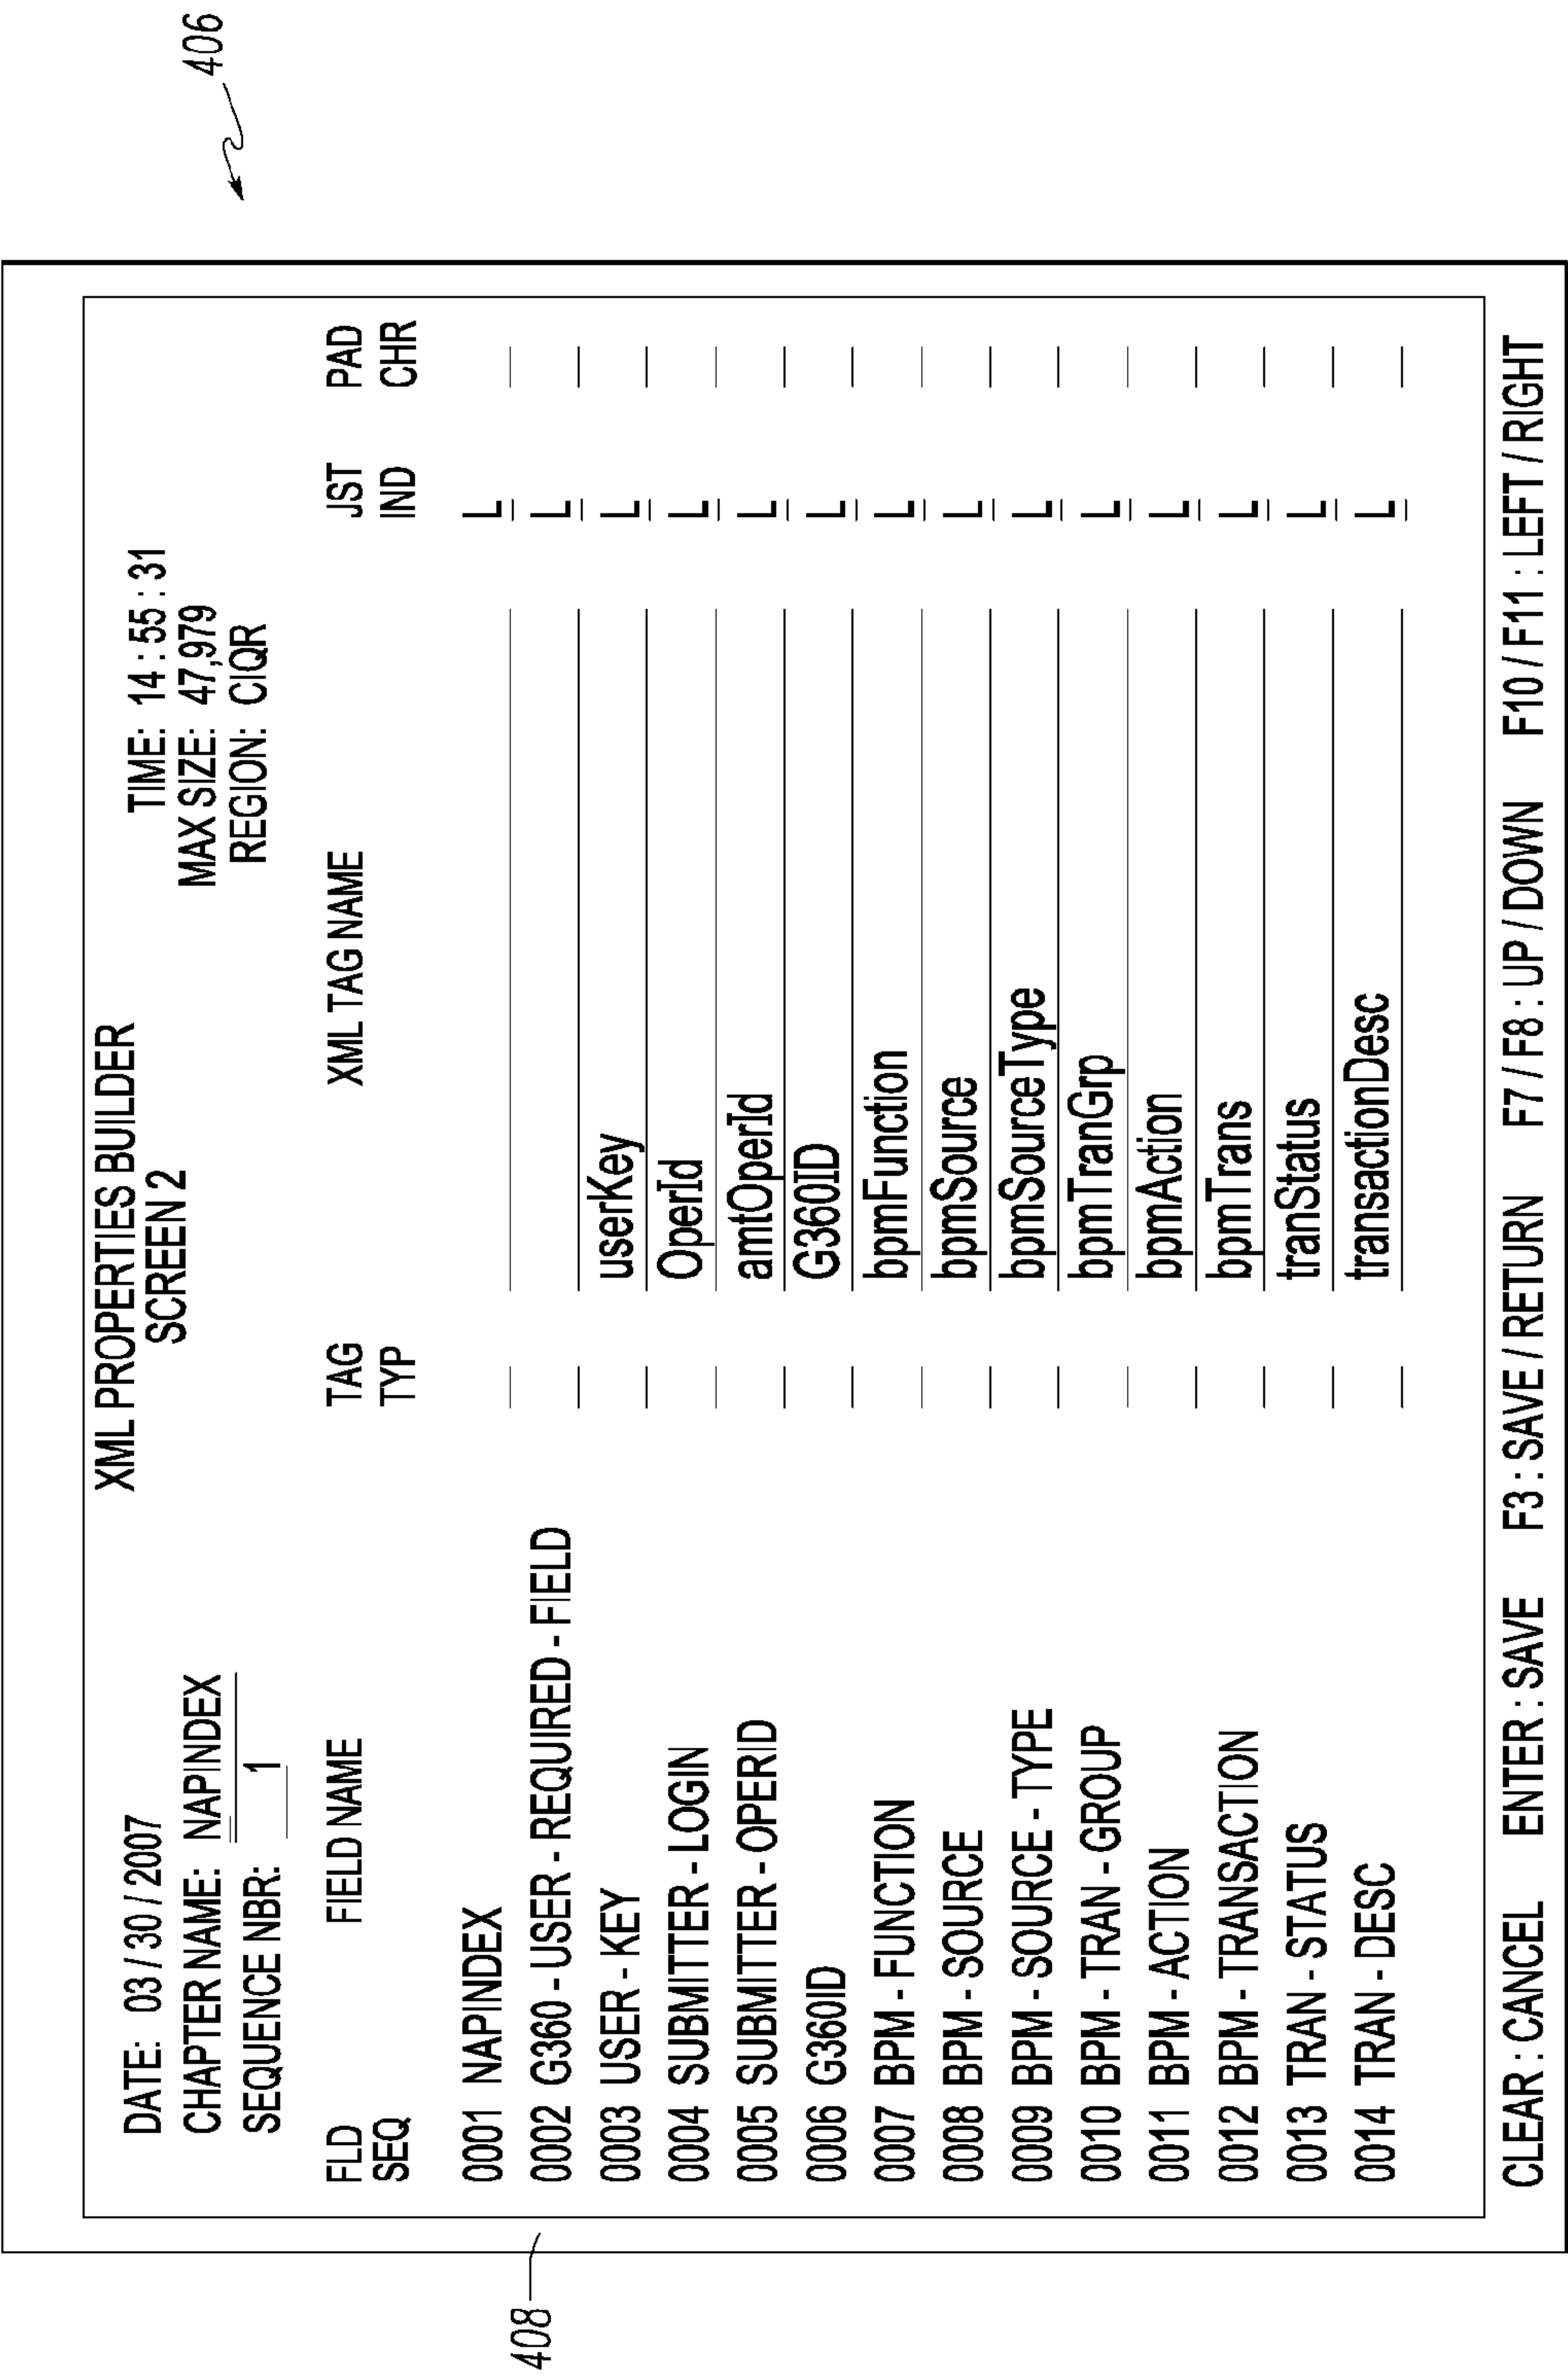 406
XML PROPERTIES BUILDER
SCREEN 2
DATE: 03 / 30 / 2007 TIME: 14 : 55 : 31
CHAPTER NAME: NAPINDEX MAX SIZE: 47,979
SEQUENCE NBR: 1 REGION: CIQR
FLD FIELD NAME TAG XML TAG NAME JST PAD
SEQ TYP IND CHR
0001 NAPINDEX L
0002 G360 - USER - REQUIRED - FIELD L
0003 USER - KEY userKey L
0004 SUBMITTER - LOGIN OperId L
0005 SUBMITTER - OPERID amtOperId L
0006 G360ID G360ID L
0007 BPM - FUNCTION bpmFunction L
0008 BPM - SOURCE bpmSource L
0009 BPM - SOURCE - TYPE bpmSourceType L
0010 BPM - TRAN - GROUP bpmTranGrp L
0011 BPM - ACTION bpmAction L
0012 BPM - TRANSACTION bpmTrans L
0013 TRAN - STATUS tranStatus L
0014 TRAN - DESC transactionDesc L
CLEAR : CANCEL ENTER : SAVE F3 : SAVE / RETURN F7 / F8 : UP / DOWN F10 / F11 : LEFT / RIGHT
408